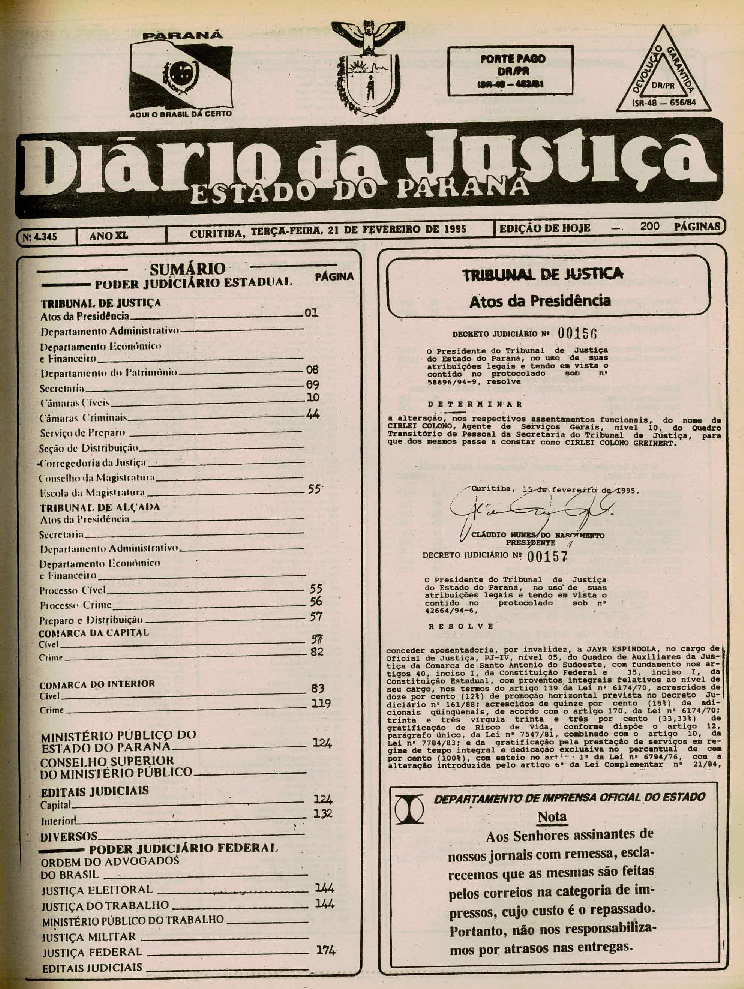 PARANÁ
AQUI O BRASIL DÁ CERTO
PORTE PAGO
DR/PR
ISR-48 — 483/81
DEVOLUÇÃO GARANTIDA
DR/PR
ISR-48 — 656/84
Diário da Justiça
ESTADO DO PARANÁ
Nº 4.345
ANO XL
CURITIBA, TERÇA-FEIRA, 21 DE FEVEREIRO DE 1995
EDIÇÃO DE HOJE — 200 PÁGINAS
SUMÁRIO
PODER JUDICIÁRIO ESTADUAL PÁGINA
TRIBUNAL DE JUSTIÇA
Atos da Presidência 01
Departamento Administrativo
Departamento Econômico
e Financeiro
Departamento do Patrimônio 08
Secretaria 09
Câmaras Cíveis 10
Câmaras Criminais 44
Serviço de Preparo
Seção de Distribuição
Corregedoria da Justiça
Conselho da Magistratura
Escola da Magistratura 55
TRIBUNAL DE ALÇADA
Atos da Presidência
Secretaria
Departamento Administrativo
Departamento Econômico
e Financeiro
Processo Cível 55
Processo Crime 56
Preparo e Distribuição 57
COMARCA DA CAPITAL
Cível 57
Crime 82
COMARCA DO INTERIOR
Cível 83
Crime 119
MINISTÉRIO PÚBLICO DO
ESTADO DO PARANÁ 124
CONSELHO SUPERIOR
DO MINISTÉRIO PÚBLICO
EDITAIS JUDICIAIS
Capital 124
Interior 132
DIVERSOS
PODER JUDICIÁRIO FEDERAL
ORDEM DO ADVOGADOS
DO BRASIL
JUSTIÇA ELEITORAL 144
JUSTIÇA DO TRABALHO 144
MINISTÉRIO PÚBLICO DO TRABALHO
JUSTIÇA MILITAR
JUSTIÇA FEDERAL 174
EDITAIS JUDICIAIS
TRIBUNAL DE JUSTIÇA
Atos da Presidência
DECRETO JUDICIÁRIO Nº 00156
O Presidente do Tribunal de Justiça
do Estado do Paraná, no uso de suas
atribuições legais e tendo em vista o
contido no protocolado sob nº
58696/94-9, resolve
D E T E R M I N A R
a alteração, nos respectivos assentamentos funcionais, do nome de
CIRLEI COLONO, Agente de Serviços Gerais, nível 10, do Quadro
Transitório de Pessoal da Secretaria do Tribunal de Justiça, para
que dos mesmos passe a constar como CIRLEI COLONO GREINERT.
Curitiba, 15 de fevereiro de 1995.
CLÁUDIO NUNES DO NASCIMENTO
PRESIDENTE
DECRETO JUDICIÁRIO Nº 00157
O Presidente do Tribunal de Justiça
do Estado do Paraná, no uso de suas
atribuições legais e tendo em vista o
contido no protocolado sob nº
42664/94-6,
R E S O L V E
conceder aposentadoria, por invalidez, a JAYR ESPINDOLA, no cargo de
Oficial de Justiça, PJ-IV, nível 05, do Quadro de Auxiliares da Jus-
tiça da Comarca de Santo Antonio do Sudoeste, com fundamento nos ar-
tigos 40, inciso I, da Constituição Federal e 35, inciso I, da
Constituição Estadual, com proventos integrais relativos ao nível de
seu cargo, nos termos do artigo 139 da Lei nº 6174/70, acrescidos de
doze por cento (12%) de promoção horizontal prevista no Decreto Ju-
diciário nº 161/88; acrescidos de quinze por cento (15%) de adi-
cionais qüinqüenais, de acordo com o artigo 170, da Lei nº 6174/70;
trinta e três vírgula trinta e três por cento (33,33%) de
gratificação de Risco de Vida, conforme dispõe o artigo 12,
parágrafo único, da Lei nº 7547/81, combinado com o artigo 10, da
Lei nº 7784/83; e da gratificação pela prestação de serviços em re-
gime de tempo integral e dedicação exclusiva no percentual de cem
por cento (100%), com esteio no 1º da Lei nº 6794/76, com a
alteração introduzida pelo artigo 6º da Lei Complementar nº 21/84,
DEPARTAMENTO DE IMPRENSA OFICIAL DO ESTADO
Nota
Aos Senhores assinantes de
nossos jornais com remessa, escla-
recemos que as mesmas são feitas
pelos correios na categoria de im-
pressos, cujo custo é o repassado.
Portanto, não nos responsabiliza-
mos por atrasos nas entregas.